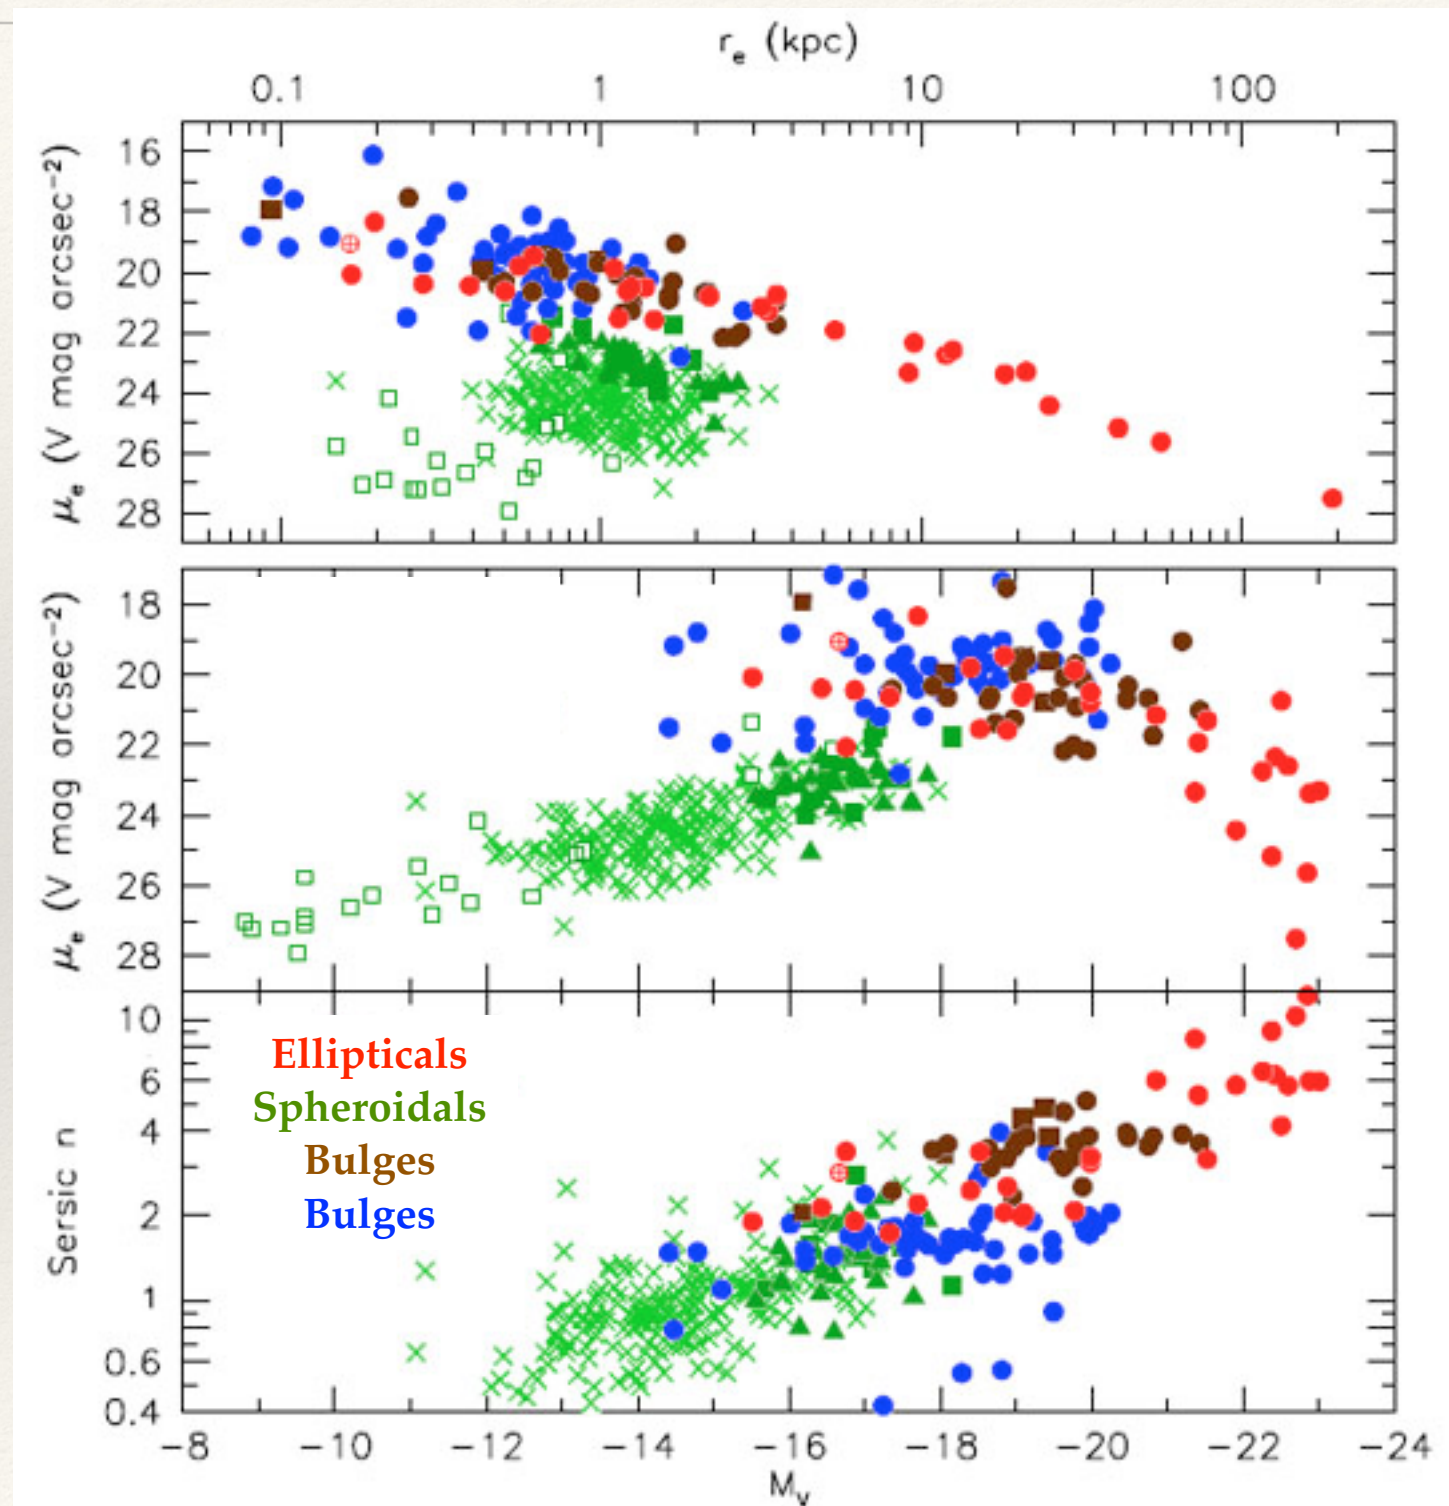 r_e (kpc)
0.1 1 10 100
μ_e (V mag arcsec⁻²)
16
18
20
22
24
26
28
μ_e (V mag arcsec⁻²)
18
20
22
24
26
28
Sersic n
10
6
4
2
1
0.6
0.4
Ellipticals
Spheroidals
Bulges
Bulges
−8 −10 −12 −14 −16 −18 −20 −22 −24
M_V